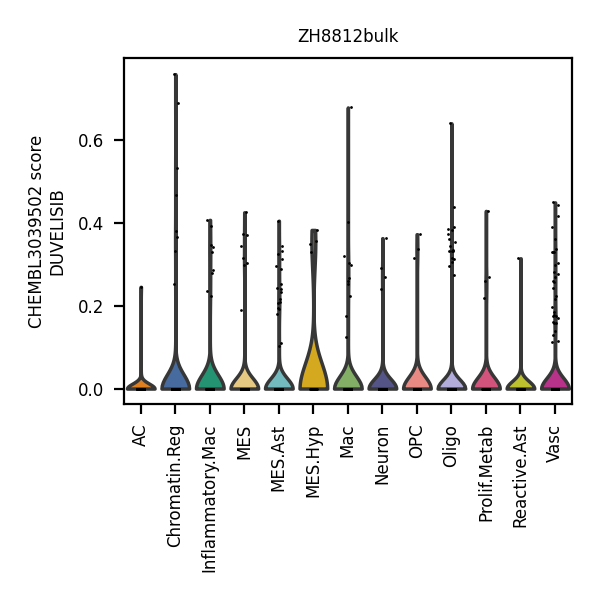 ZH8812bulk
CHEMBL3039502 score
DUVELISIB
0.6
0.4
0.2
0.0
AC
Chromatin.Reg
Inflammatory.Mac
MES
MES.Ast
MES.Hyp
Mac
Neuron
OPC
Oligo
Prolif.Metab
Reactive.Ast
Vasc